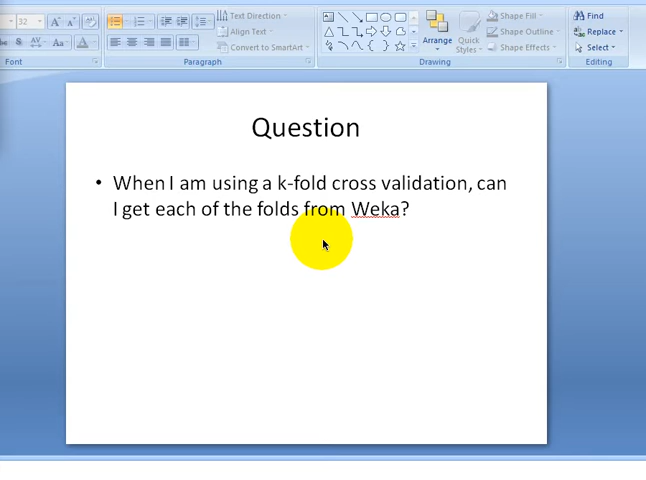 32
Text Direction
Align Text
Convert to SmartArt
Font
Paragraph
Arrange
Quick
Styles
Shape Fill
Shape Outline
Shape Effects
Drawing
Find
Replace
Select
Editing
Question
• When I am using a k-fold cross validation, can
I get each of the folds from Weka?